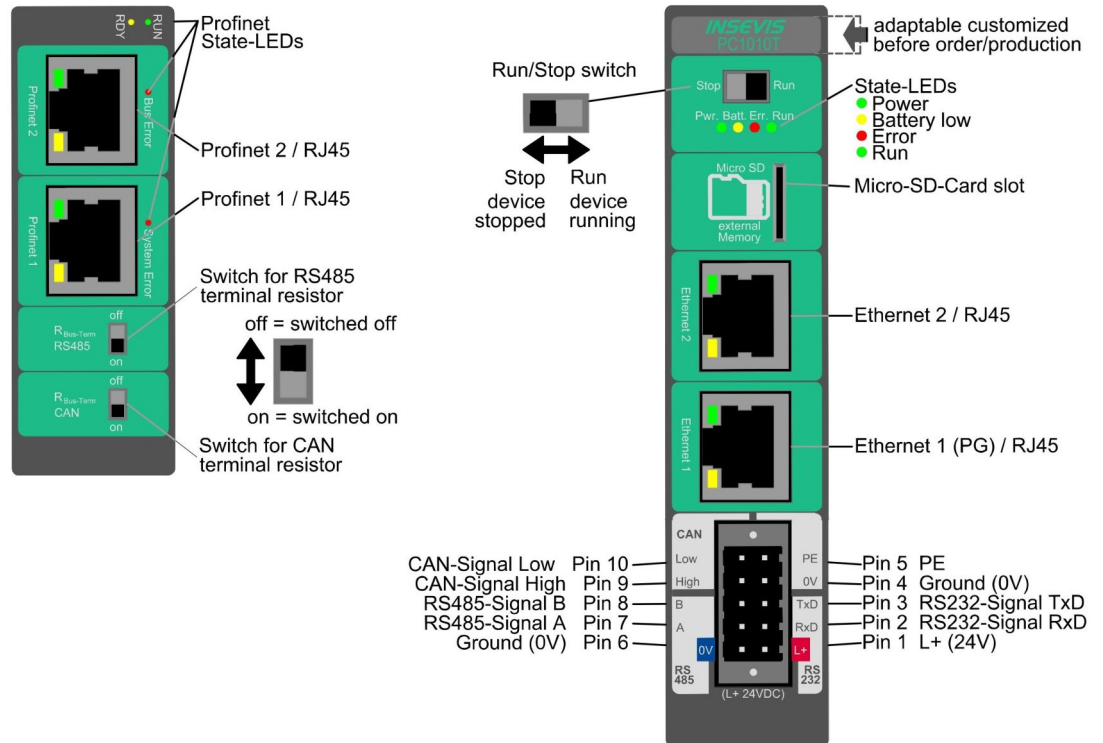 RDY
RUN
Profinet
State-LEDs
Profinet 2
Bus Error
Profinet 2 / RJ45
Profinet 1
System Error
Profinet 1 / RJ45
Switch for RS485
terminal resistor
off
RBus-Term
RS485
on
off = switched off
on = switched on
off
RBus-Term
CAN
on
Switch for CAN
terminal resistor
INSEVIS
PC1010T
adaptable customized
before order/production
Run/Stop switch
Stop
Run
Stop
device
stopped
Run
device
running
Pwr. Batt. Err. Run
State-LEDs
Power
Battery low
Error
Run
Micro SD
external
Memory
Micro-SD-Card slot
Ethernet 2
Ethernet 2 / RJ45
Ethernet 1
Ethernet 1 (PG) / RJ45
CAN
CAN-Signal Low Pin 10
Low
PE
Pin 5 PE
CAN-Signal High Pin 9
High
0V
Pin 4 Ground (0V)
RS485-Signal B Pin 8
B
TxD
Pin 3 RS232-Signal TxD
RS485-Signal A Pin 7
A
RxD
Pin 2 RS232-Signal RxD
Ground (0V) Pin 6
0V
L+
Pin 1 L+ (24V)
RS
485
RS
232
(L+ 24VDC)